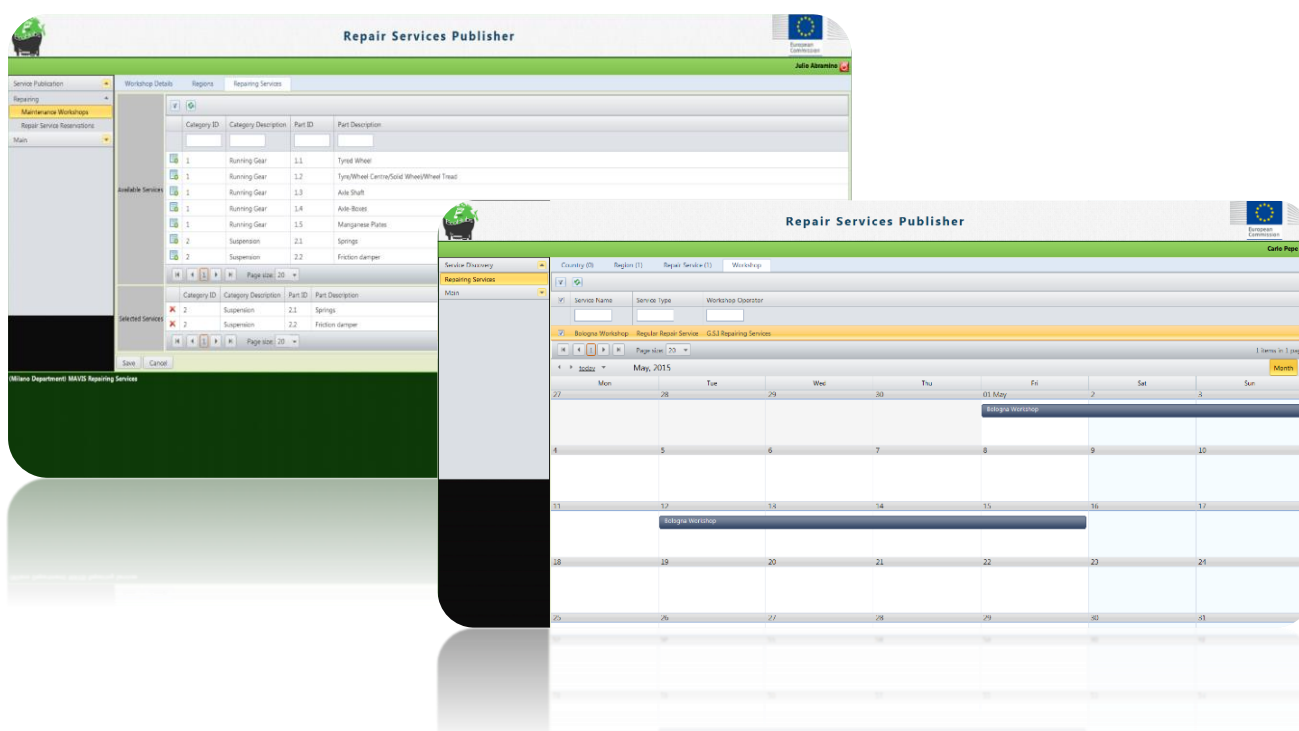 Repair Services Publisher
European
Commission
Julio Abramino
Service Publication
Repairing
Maintenance Workshops
Repair Service Reservations
Main
Workshop Details Regions Repairing Services
Available Services
Category ID Category Description Part ID Part Description
1 Running Gear 1.1 Tyred Wheel
1 Running Gear 1.2 Tyre/Wheel Centre/Solid Wheel/Wheel Tread
1 Running Gear 1.3 Axle Shaft
1 Running Gear 1.4 Axle-Boxes
1 Running Gear 1.5 Manganese Plates
2 Suspension 2.1 Springs
2 Suspension 2.2 Friction damper
1 Page size: 20
Selected Services
Category ID Category Description Part ID Part Description
2 Suspension 2.1 Springs
2 Suspension 2.2 Friction damper
1 Page size: 20
Save Cancel
(Milano Department) MAVIS Repairing Services
Repair Services Publisher
European
Commission
Carlo Pepe
Service Discovery
Repairing Services
Main
Country (0) Region (1) Repair Service (1) Workshop
Service Name Service Type Workshop Operator
Bologna Workshop Regular Repair Service G.S.I Repairing Services
1 Page size: 20 1 items in 1 pag
today May, 2015 Month
Mon Tue Wed Thu Fri Sat Sun
27 28 29 30 01 May 2 3
Bologna Workshop
4 5 6 7 8 9 10
11 12 13 14 15 16 17
Bologna Workshop
18 19 20 21 22 23 24
25 26 27 28 29 30 31